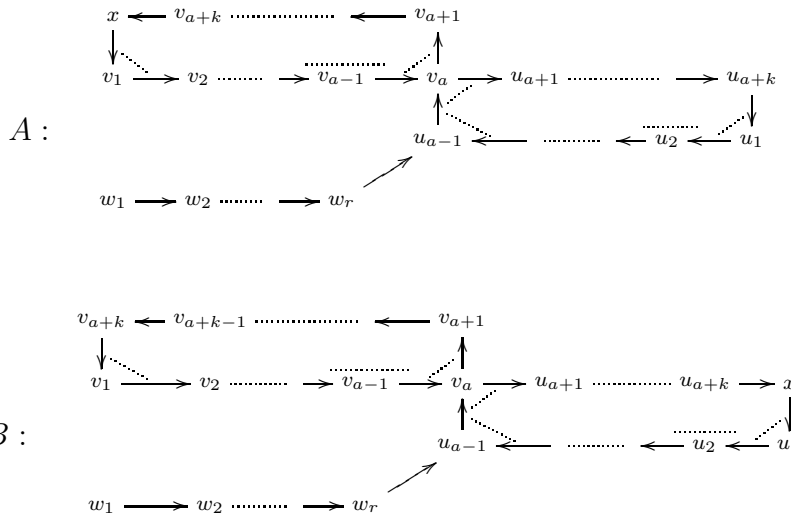 x v_{a+k} v_{a+1}
v_1 v_2 v_{a-1} v_a u_{a+1} u_{a+k}
A :
u_{a-1} u_2 u_1
w_1 w_2 w_r
v_{a+k} v_{a+k-1} v_{a+1}
v_1 v_2 v_{a-1} v_a u_{a+1} u_{a+k} x
:
u_{a-1} u_2 u
w_1 w_2 w_r